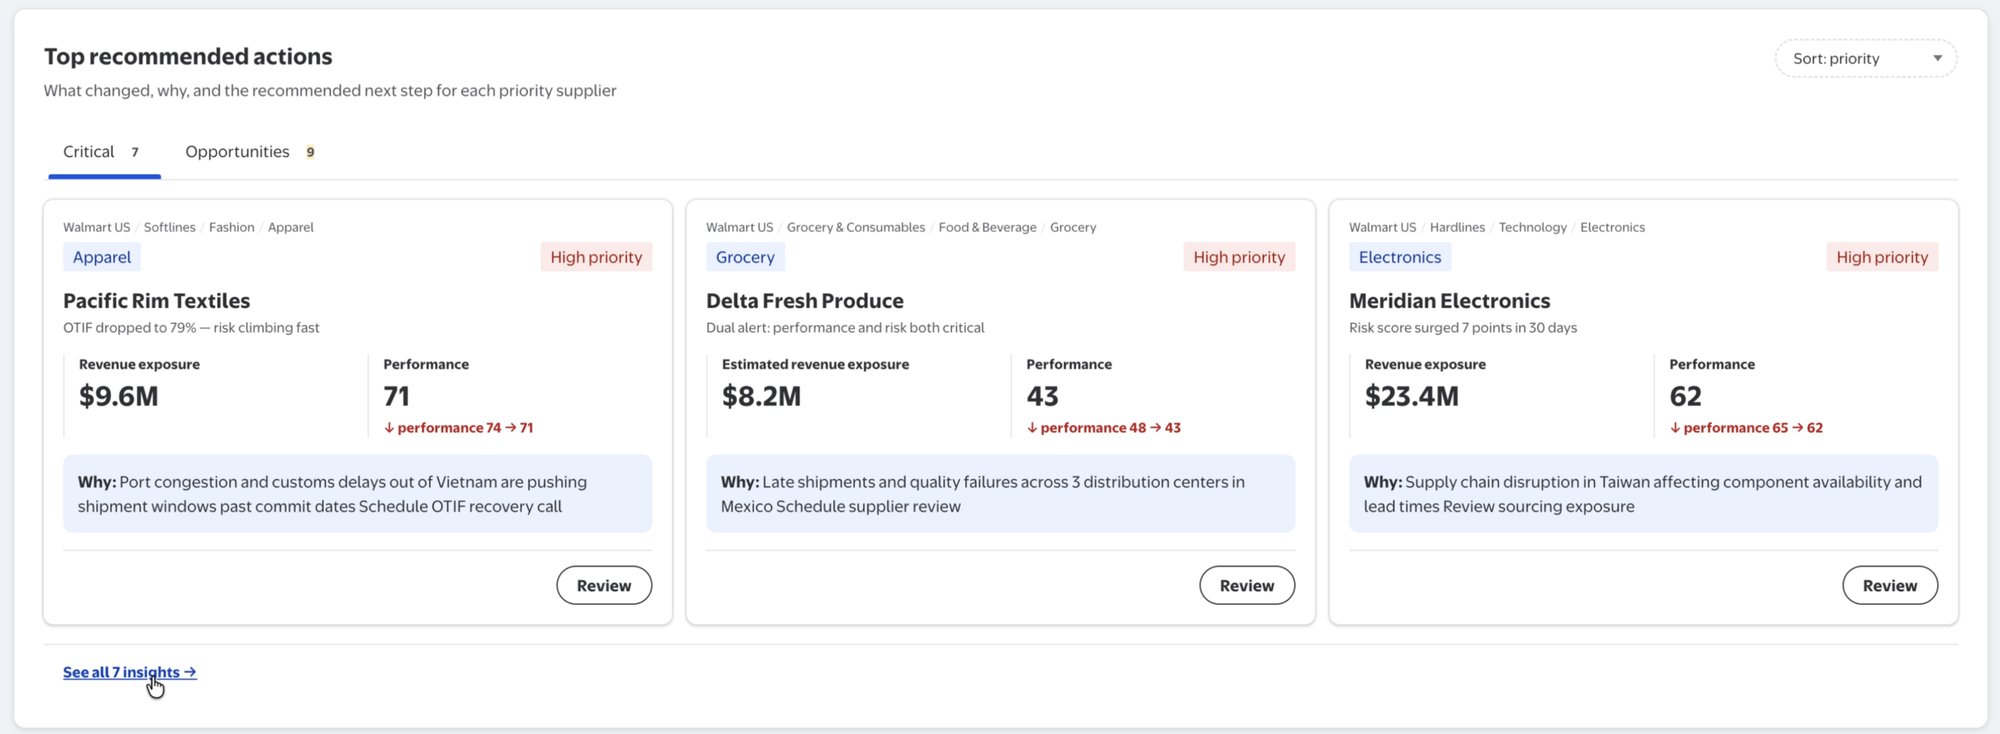 Top recommended actions
What changed, why, and the recommended next step for each priority supplier
Sort: priority
Critical 7
Opportunities 9
Walmart US / Softlines / Fashion / Apparel
Apparel
High priority
Pacific Rim Textiles
OTIF dropped to 79% — risk climbing fast
Revenue exposure
$9.6M
Performance
71
↓ performance 74 → 71
Why: Port congestion and customs delays out of Vietnam are pushing
shipment windows past commit dates Schedule OTIF recovery call
Review
Walmart US / Grocery & Consumables / Food & Beverage / Grocery
Grocery
High priority
Delta Fresh Produce
Dual alert: performance and risk both critical
Estimated revenue exposure
$8.2M
Performance
43
↓ performance 48 → 43
Why: Late shipments and quality failures across 3 distribution centers in
Mexico Schedule supplier review
Review
Walmart US / Hardlines / Technology / Electronics
Electronics
High priority
Meridian Electronics
Risk score surged 7 points in 30 days
Revenue exposure
$23.4M
Performance
62
↓ performance 65 → 62
Why: Supply chain disruption in Taiwan affecting component availability and
lead times Review sourcing exposure
Review
See all 7 insights →